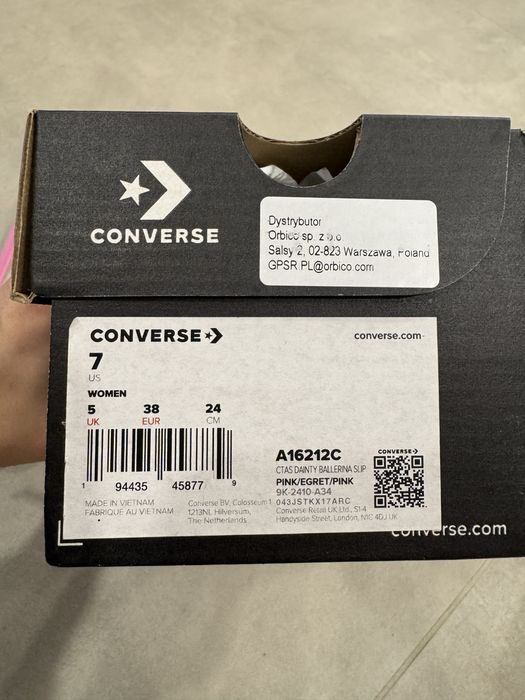 CONVERSE
Dystrybutor
Orbico sp. z o.o.
Salsy 2, 02-823 Warszawa, Poland
GPSR.PL@orbico.com
CONVERSE
converse.com
7
US
WOMEN
5 38 24
UK EUR CM
1 94435 45877 9
A16212C
CTAS DAINTY BALLERINA SLIP
PINK/EGRET/PINK
9K-2410-A34
043JSTKX17ARC
CONVERSE
MADE IN VIETNAM
FABRIQUÉ AU VIETNAM
Converse BV, Colosseum 1
1213NL Hilversum,
The Netherlands
Converse Retail UK Ltd., S1-4
Handyside Street, London, N1C 4DJ UK
converse.com